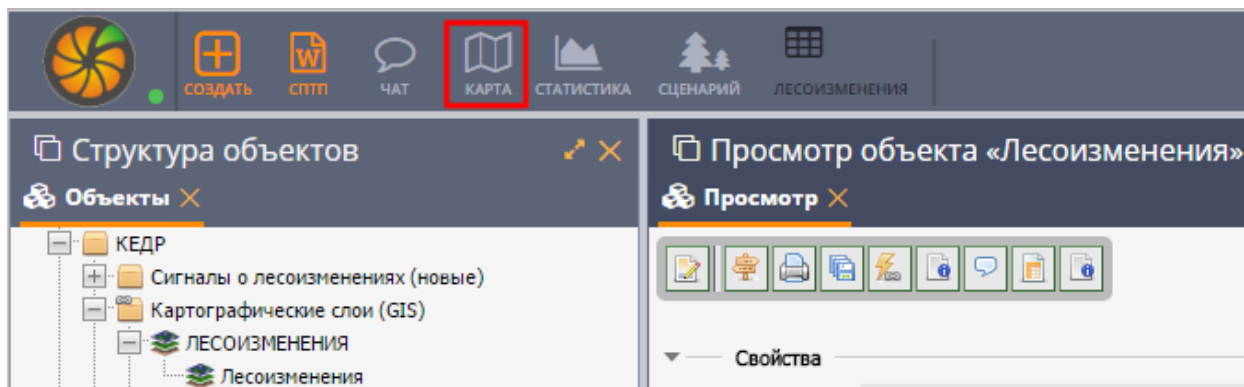 СОЗДАТЬ СПТП ЧАТ КАРТА СТАТИСТИКА СЦЕНАРИЙ ЛЕСОИЗМЕНЕНИЯ
Структура объектов
Объекты
КЕДР
Сигналы о лесоизменениях (новые)
Картографические слои (GIS)
ЛЕСОИЗМЕНЕНИЯ
Лесоизменения
Просмотр объекта «Лесоизменения»
Просмотр
Свойства